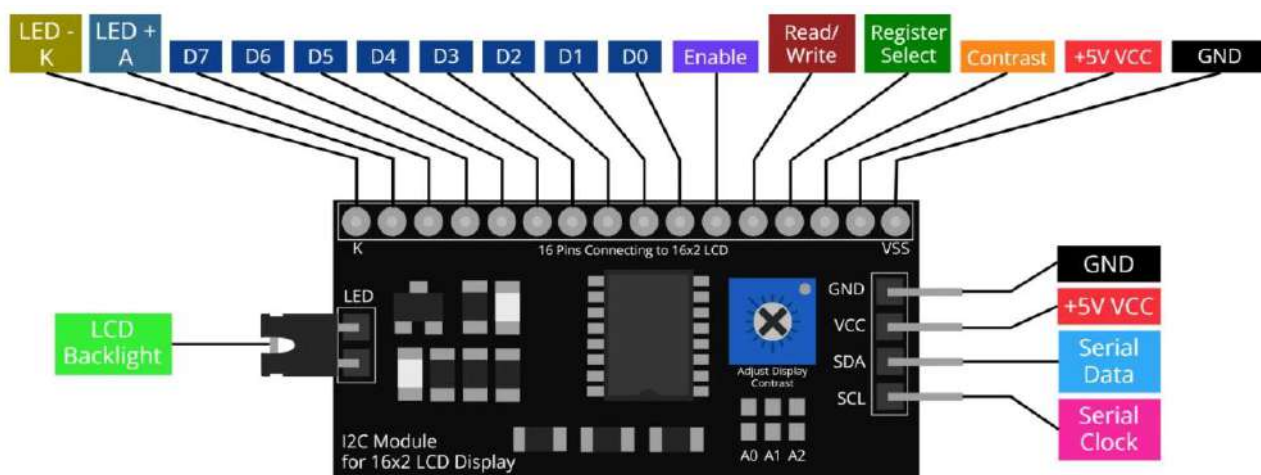 LED -
K
LED +
A
D7
D6
D5
D4
D3
D2
D1
D0
Enable
Read/
Write
Register
Select
Contrast
+5V VCC
GND
K
16 Pins Connecting to 16x2 LCD
VSS
LED
LCD
Backlight
GND
VCC
SDA
SCL
GND
+5V VCC
Serial
Data
Serial
Clock
Adjust Display
Contrast
A0 A1 A2
I2C Module
for 16x2 LCD Display